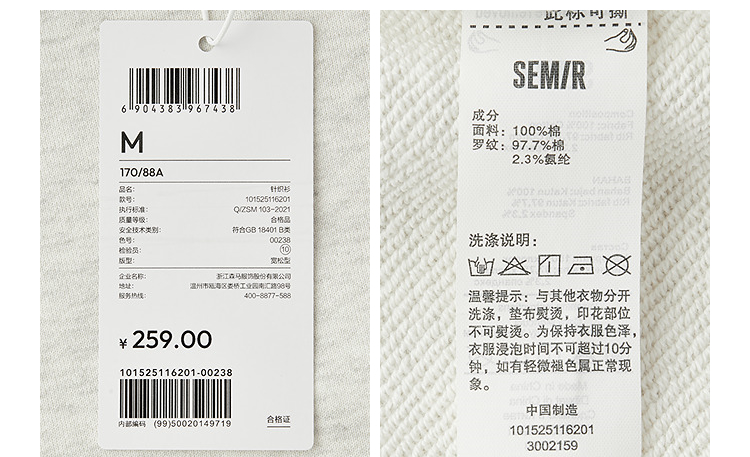 6 904383 967438
M
170/88A
品名: 针织衫
款号: 101525116201
执行标准: Q/ZSM 103-2021
质量等级: 合格品
安全技术类别: 符合GB 18401 B类
色号: 00238
检验员: 10
版型: 宽松型
企业名称: 浙江森马服饰股份有限公司
地址: 温州市瓯海区娄桥工业园南汇路98号
服务热线: 400-8877-588
¥ 259.00
101525116201-00238
内部编码 (99)50020149719
合格证
此标可撕
SEMIR
成分
面料: 100%棉
罗纹: 97.7%棉
2.3%氨纶
洗涤说明:
温馨提示: 与其他衣物分开
洗涤, 垫布熨烫, 印花部位
不可熨烫。为保持衣服色泽,
衣服浸泡时间不可超过10分
钟, 如有轻微褪色属正常现
象。
中国制造
101525116201
3002159